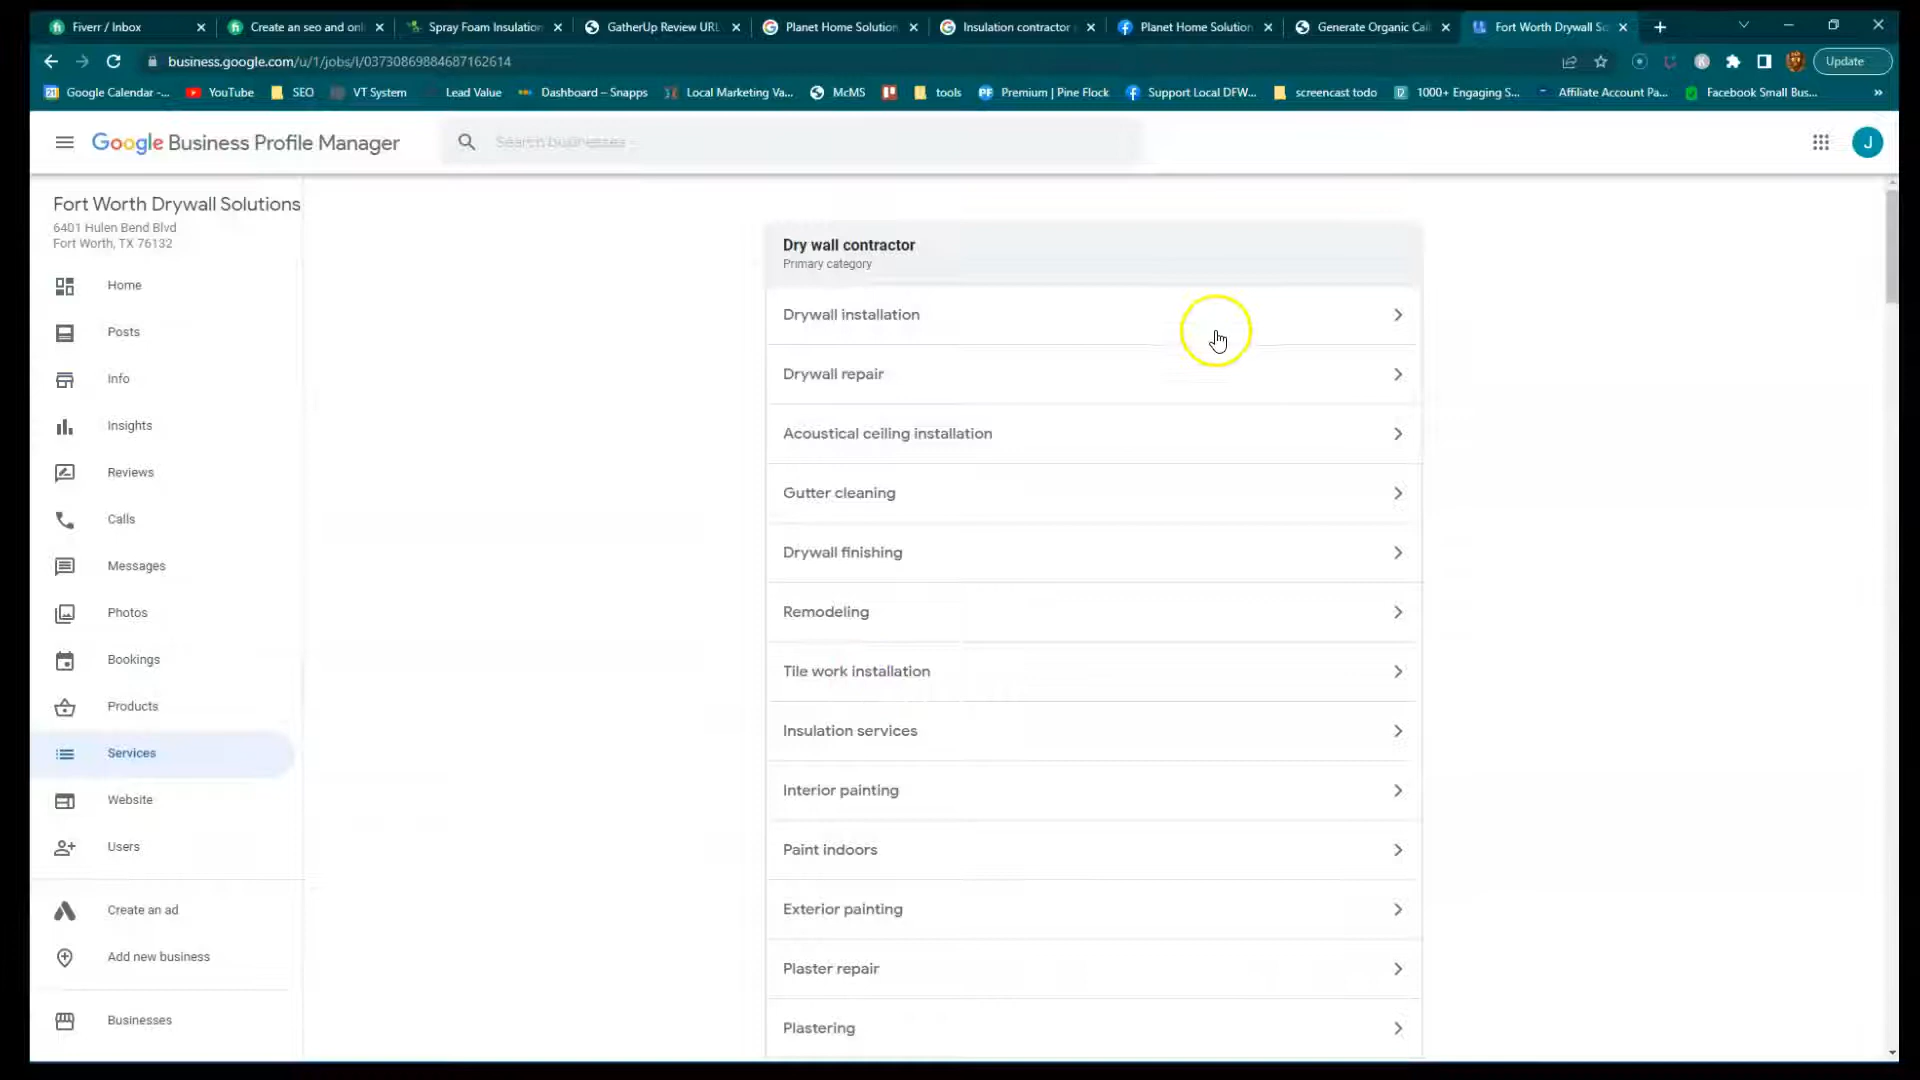 Fiverr / Inbox
Create an seo and onl
Spray Foam Insulation
GatherUp Review URL
Planet Home Solution
Insulation contractor
Planet Home Solution
Generate Organic Call
Fort Worth Drywall So
business.google.com/u/1/jobs/l/03730869884687162614
Update
Google Calendar -...
YouTube
SEO
VT System
Lead Value
Dashboard – Snapps
Local Marketing Va...
McMS
tools
Premium | Pine Flock
Support Local DFW...
screencast todo
1000+ Engaging S...
Affiliate Account Pa...
Facebook Small Bus...
»
Google Business Profile Manager
Search businesses
J
Fort Worth Drywall Solutions
6401 Hulen Bend Blvd
Fort Worth, TX 76132
Home
Posts
Info
Insights
Reviews
Calls
Messages
Photos
Bookings
Products
Services
Website
Users
Create an ad
Add new business
Businesses
Dry wall contractor
Primary category
Drywall installation
Drywall repair
Acoustical ceiling installation
Gutter cleaning
Drywall finishing
Remodeling
Tile work installation
Insulation services
Interior painting
Paint indoors
Exterior painting
Plaster repair
Plastering